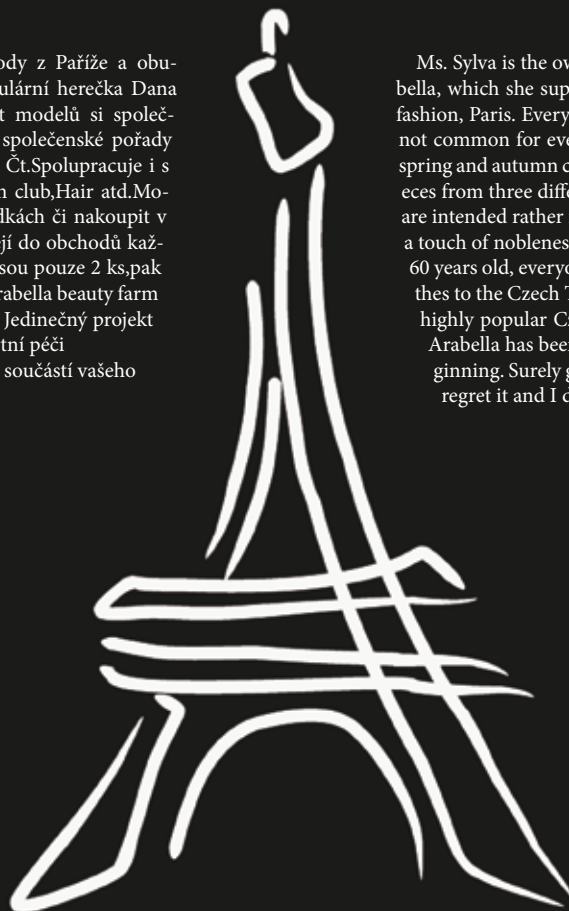 ody z Paříže a obu-
ulární herečka Dana
t modelů si společ-
společenské pořady
Čt.Spolupracuje i s
n club,Hair atd.Mo-
dkách či nakoupit v
ejí do obchodů kaž-
sou pouze 2 ks,pak
rabella beauty farm
Jedinečný projekt
tní péči
součástí vašeho
Ms. Sylva is the ow
bella, which she sup
fashion, Paris. Every
not common for eve
spring and autumn c
eces from three diffe
are intended rather
a touch of noblenes
60 years old, everyo
thes to the Czech T
highly popular Cz
Arabella has been
ginning. Surely g
regret it and I d